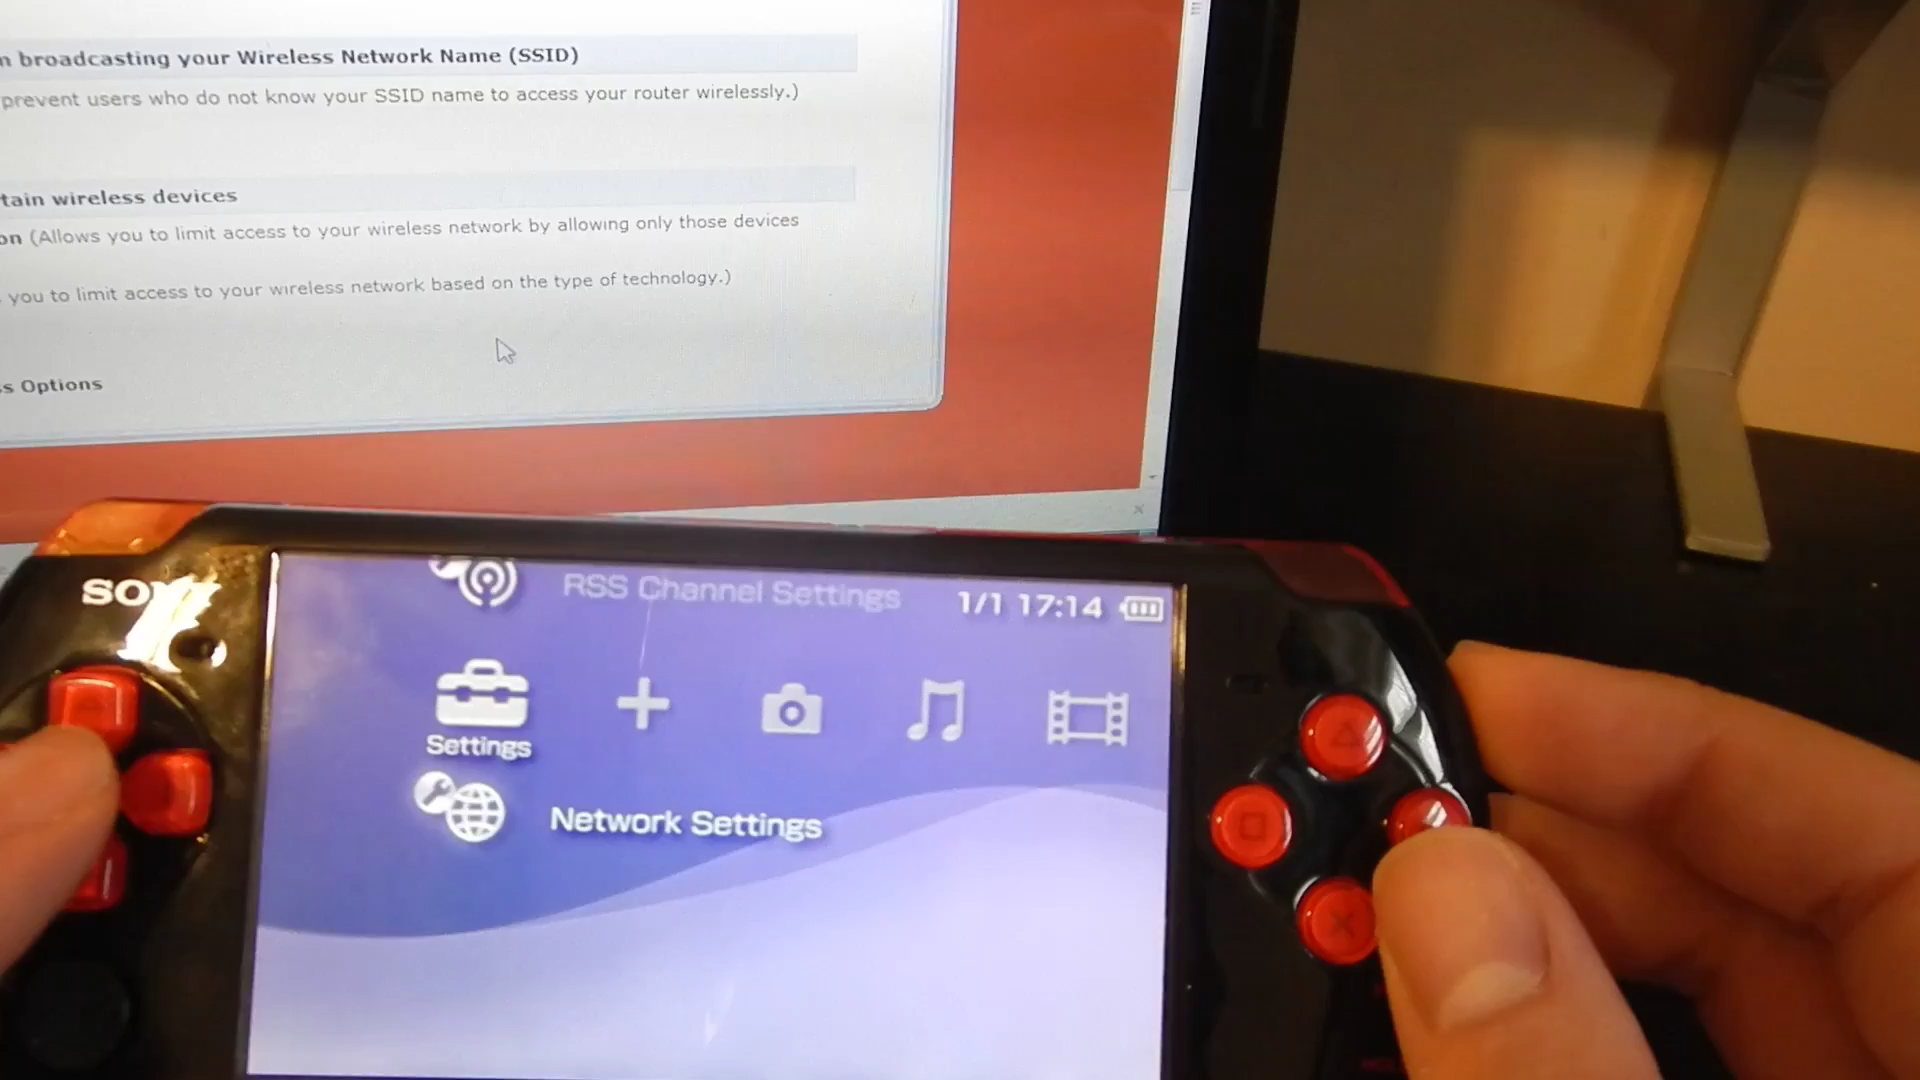 broadcasting your Wireless Network Name (SSID)
prevent users who do not know your SSID name to access your router wirelessly.)
tain wireless devices
on (Allows you to limit access to your wireless network by allowing only those devices
you to limit access to your wireless network based on the type of technology.)
s Options
SONY
RSS Channel Settings
1/1 17:14
Settings
Network Settings